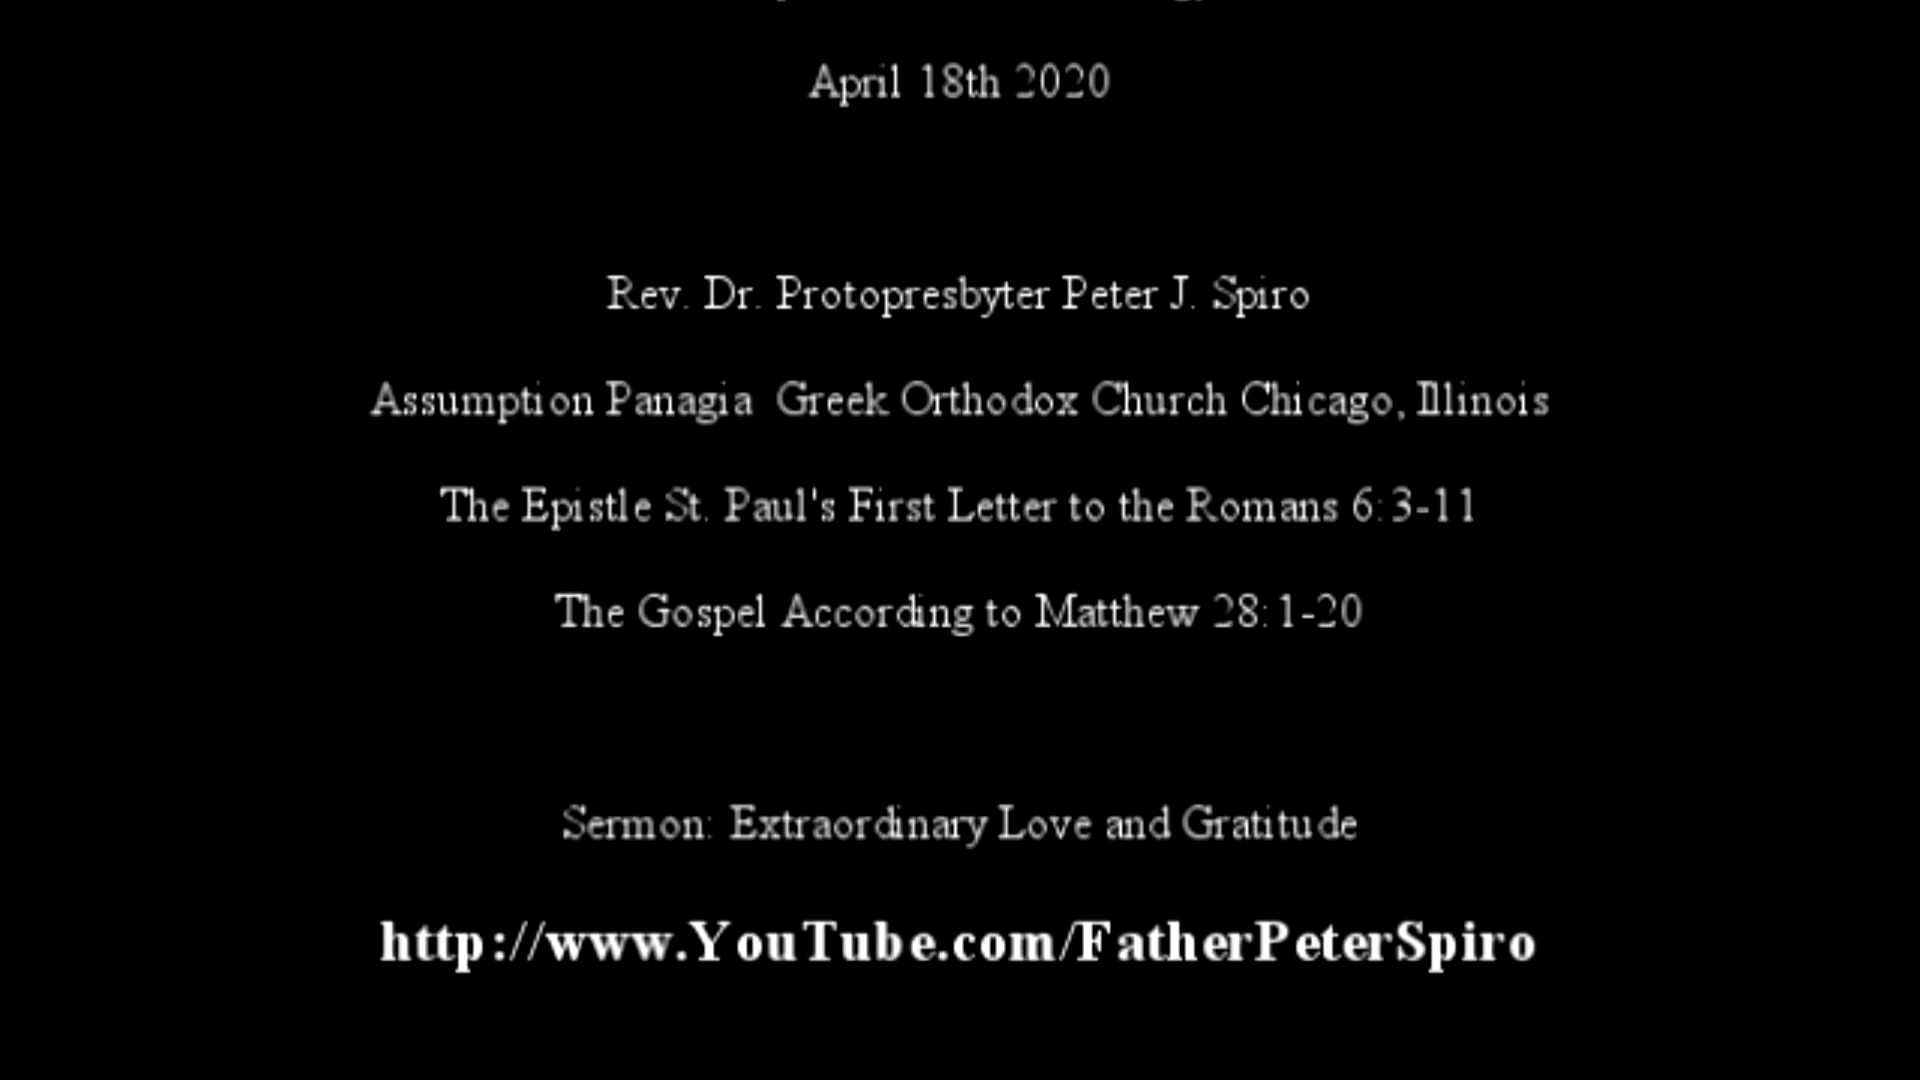 April 18th 2020
Rev. Dr. Protopresbyter Peter J. Spiro
Assumption Panagia  Greek Orthodox Church Chicago, Illinois
The Epistle St. Paul's First Letter to the Romans 6:3-11
The Gospel According to Matthew 28:1-20
Sermon: Extraordinary Love and Gratitude
http://www.YouTube.com/FatherPeterSpiro